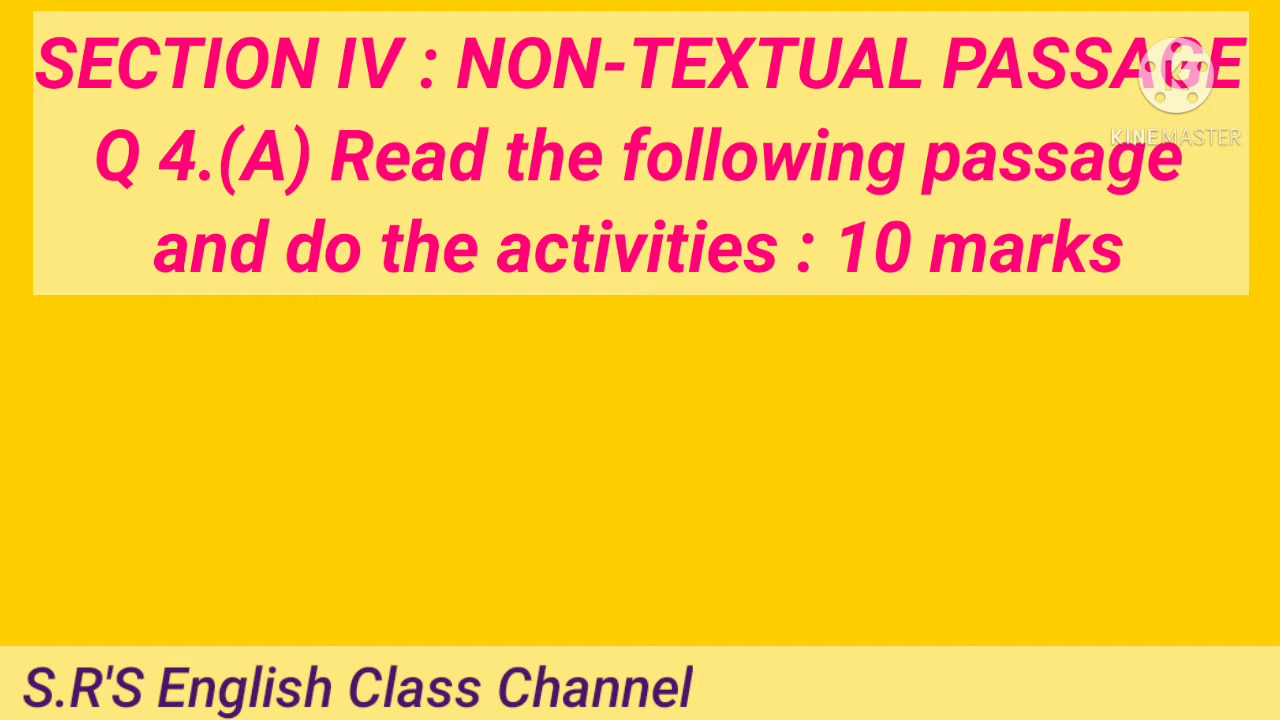 SECTION IV : NON-TEXTUAL PASSAGE
KINEMASTER
Q 4.(A) Read the following passage
and do the activities : 10 marks
S.R'S English Class Channel